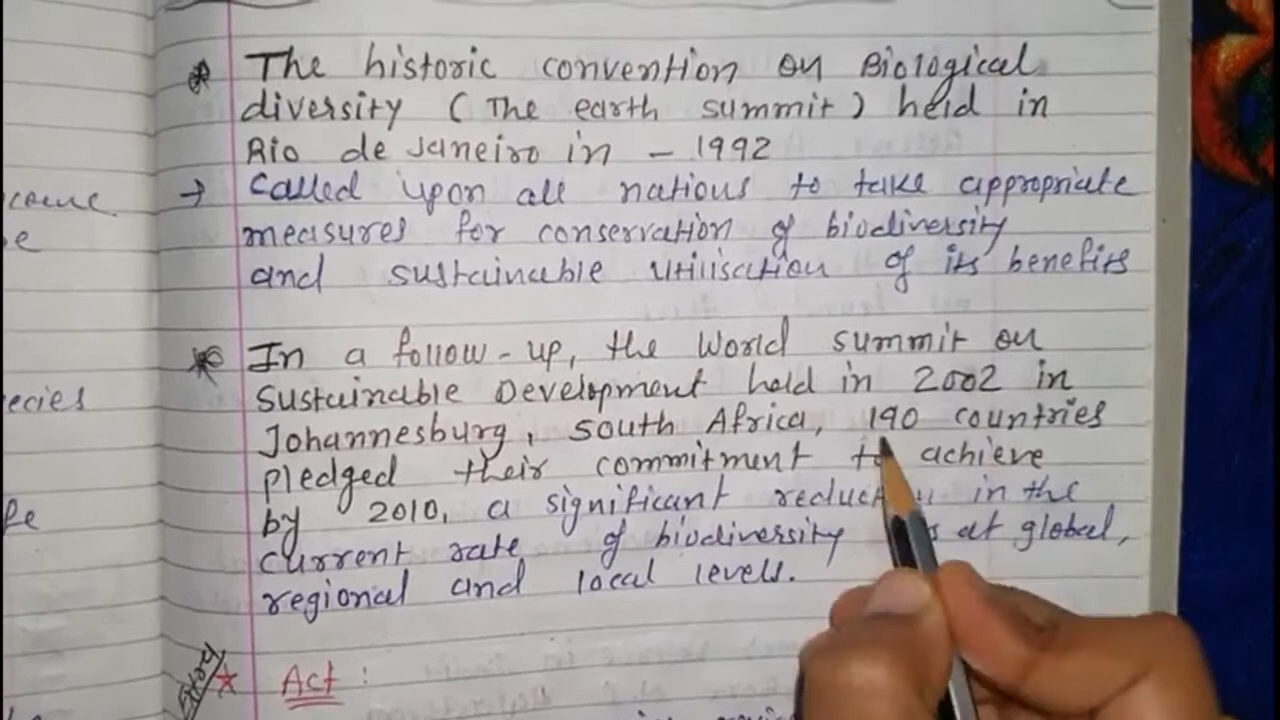 The historic convention on Biological
diversity (The earth summit) held in
Rio de Janeiro in - 1992
→ Called upon all nations to take appropriate
measures for conservation of biodiversity
and sustainable utilisation of its benefits
In a follow-up, the World summit on
Sustainable Development held in 2002 in
Johannesburg, South Africa, 190 countries
pledged their commitment to achieve
by 2010, a significant in the
current rate of biodiversity at global,
regional and local levels.
Act :
ecies